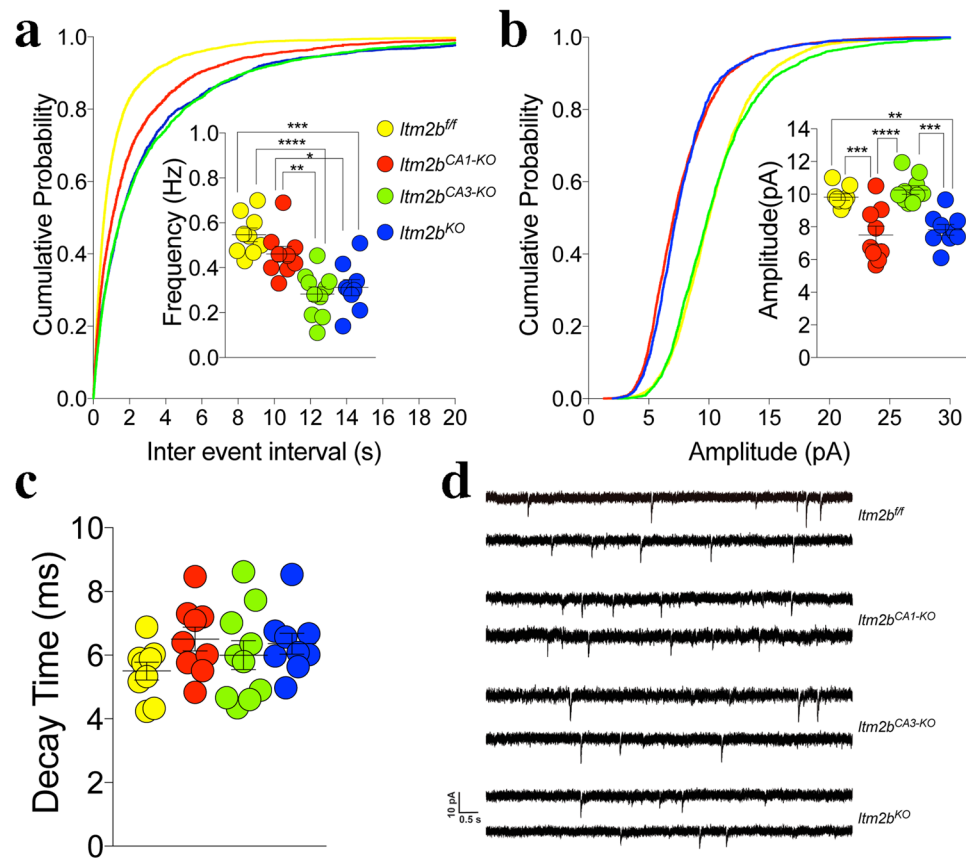 a
Cumulative Probability
1.0
0.8
0.6
0.4
0.2
0.0
0 2 4 6 8 10 12 14 16 18 20
Inter event interval (s)
Frequency (Hz)
1.0
0.8
0.6
0.4
0.2
0.0
***
****
*
**
Itm2b^f/f
Itm2b^CA1-KO
Itm2b^CA3-KO
Itm2b^KO
b
Cumulative Probability
1.0
0.8
0.6
0.4
0.2
0.0
0 5 10 15 20 25 30
Amplitude (pA)
Amplitude(pA)
14
12
10
8
6
4
2
0
**
****
***
***
c
Decay Time (ms)
10
8
6
4
2
0
d
Itm2b^f/f
Itm2b^CA1-KO
Itm2b^CA3-KO
Itm2b^KO
10 pA
0.5 s